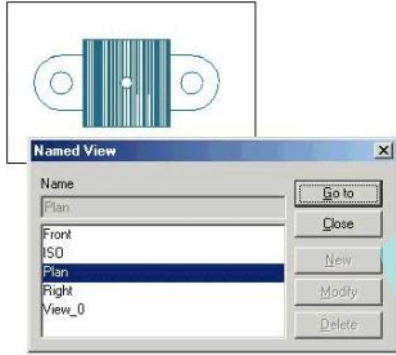 Named View
Name
Go to
Plan
Close
Front
ISO
New
Plan
Right
Modify
View_0
Delete